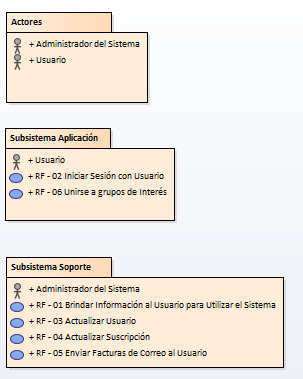 Actores
+ Administrador del Sistema
+ Usuario
Subsistema Aplicación
+ Usuario
+ RF - 02 Iniciar Sesión con Usuario
+ RF - 06 Unirse a grupos de Interés
Subsistema Soporte
+ Administrador del Sistema
+ RF - 01 Brindar Información al Usuario para Utilizar el Sistema
+ RF - 03 Actualizar Usuario
+ RF - 04 Actualizar Suscripción
+ RF - 05 Enviar Facturas de Correo al Usuario